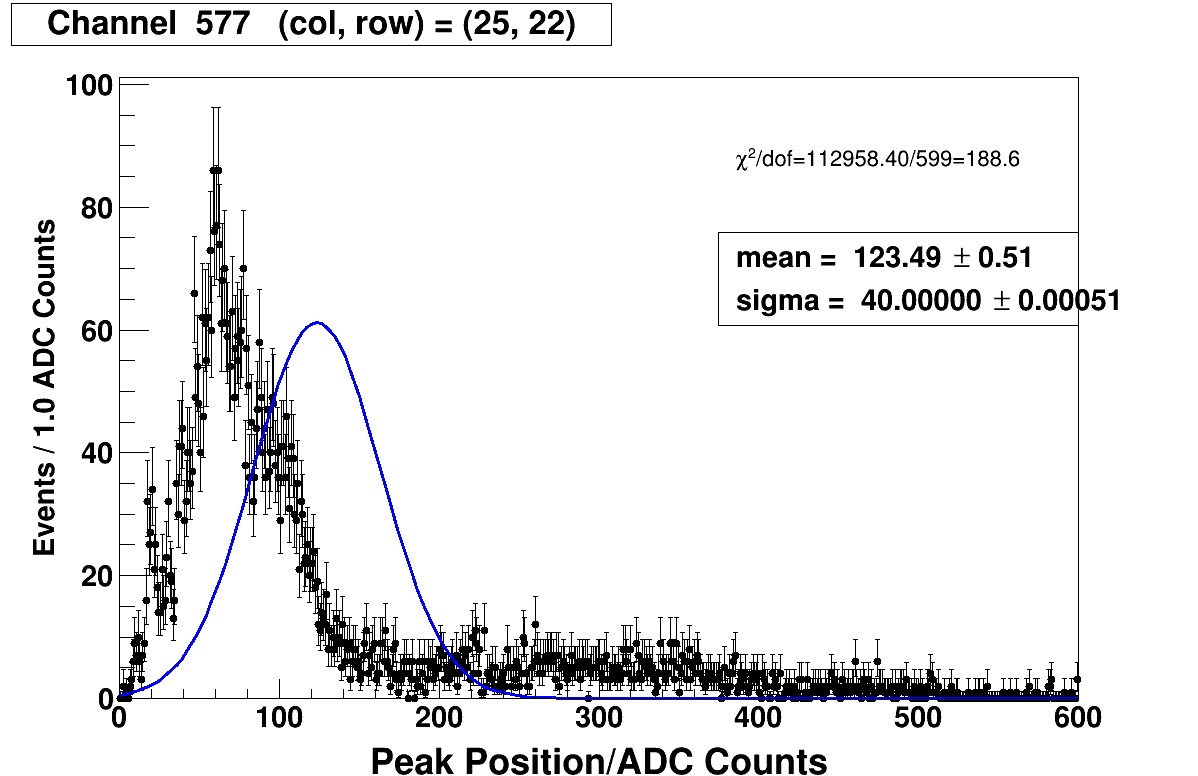 Channel 577 (col, row) = (25, 22)
100
80
60
40
20
0
Events / 1.0 ADC Counts
χ²/dof=112958.40/599=188.6
mean = 123.49 ± 0.51
sigma = 40.00000 ± 0.00051
0 100 200 300 400 500 600
Peak Position/ADC Counts